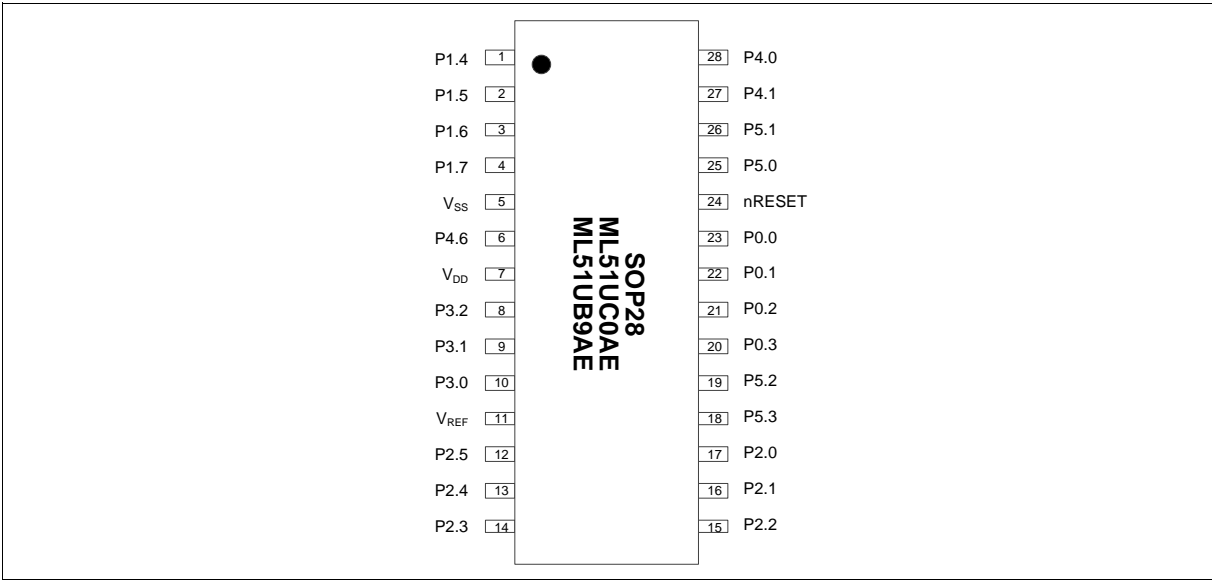 P1.4 1 28 P4.0
P1.5 2 27 P4.1
P1.6 3 26 P5.1
P1.7 4 25 P5.0
VSS 5 24 nRESET
P4.6 6 23 P0.0
VDD 7 22 P0.1
P3.2 8 21 P0.2
P3.1 9 20 P0.3
P3.0 10 19 P5.2
VREF 11 18 P5.3
P2.5 12 17 P2.0
P2.4 13 16 P2.1
P2.3 14 15 P2.2
SOP28
ML51UC0AE
ML51UB9AE